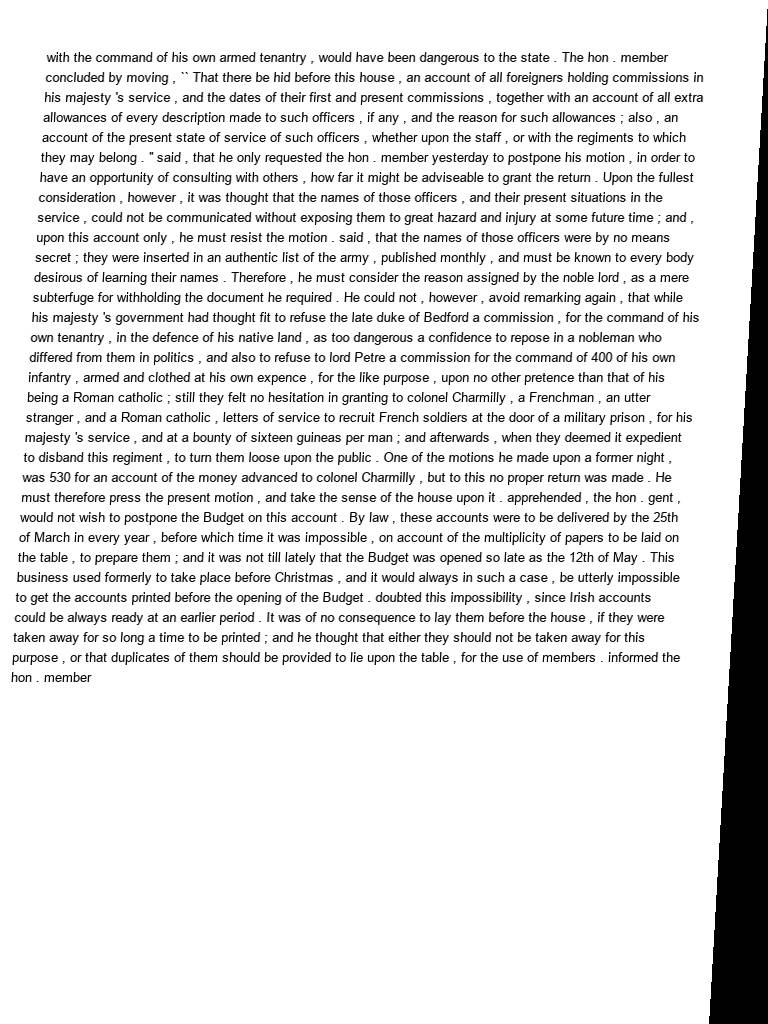 with the command of his own armed tenantry , would have been dangerous to the state . The hon . member
concluded by moving , `` That there be hid before this house , an account of all foreigners holding commissions in
his majesty 's service , and the dates of their first and present commissions , together with an account of all extra
allowances of every description made to such officers , if any , and the reason for such allowances ; also , an
account of the present state of service of such officers , whether upon the staff , or with the regiments to which
they may belong . " said , that he only requested the hon . member yesterday to postpone his motion , in order to
have an opportunity of consulting with others , how far it might be adviseable to grant the return . Upon the fullest
consideration , however , it was thought that the names of those officers , and their present situations in the
service , could not be communicated without exposing them to great hazard and injury at some future time ; and ,
upon this account only , he must resist the motion . said , that the names of those officers were by no means
secret ; they were inserted in an authentic list of the army , published monthly , and must be known to every body
desirous of learning their names . Therefore , he must consider the reason assigned by the noble lord , as a mere
subterfuge for withholding the document he required . He could not , however , avoid remarking again , that while
his majesty 's government had thought fit to refuse the late duke of Bedford a commission , for the command of his
own tenantry , in the defence of his native land , as too dangerous a confidence to repose in a nobleman who
differed from them in politics , and also to refuse to lord Petre a commission for the command of 400 of his own
infantry , armed and clothed at his own expence , for the like purpose , upon no other pretence than that of his
being a Roman catholic ; still they felt no hesitation in granting to colonel Charmilly , a Frenchman , an utter
stranger , and a Roman catholic , letters of service to recruit French soldiers at the door of a military prison , for his
majesty 's service , and at a bounty of sixteen guineas per man ; and afterwards , when they deemed it expedient
to disband this regiment , to turn them loose upon the public . One of the motions he made upon a former night ,
was 530 for an account of the money advanced to colonel Charmilly , but to this no proper return was made . He
must therefore press the present motion , and take the sense of the house upon it . apprehended , the hon . gent ,
would not wish to postpone the Budget on this account . By law , these accounts were to be delivered by the 25th
of March in every year , before which time it was impossible , on account of the multiplicity of papers to be laid on
the table , to prepare them ; and it was not till lately that the Budget was opened so late as the 12th of May . This
business used formerly to take place before Christmas , and it would always in such a case , be utterly impossible
to get the accounts printed before the opening of the Budget . doubted this impossibility , since Irish accounts
could be always ready at an earlier period . It was of no consequence to lay them before the house , if they were
taken away for so long a time to be printed ; and he thought that either they should not be taken away for this
purpose , or that duplicates of them should be provided to lie upon the table , for the use of members . informed the
hon . member